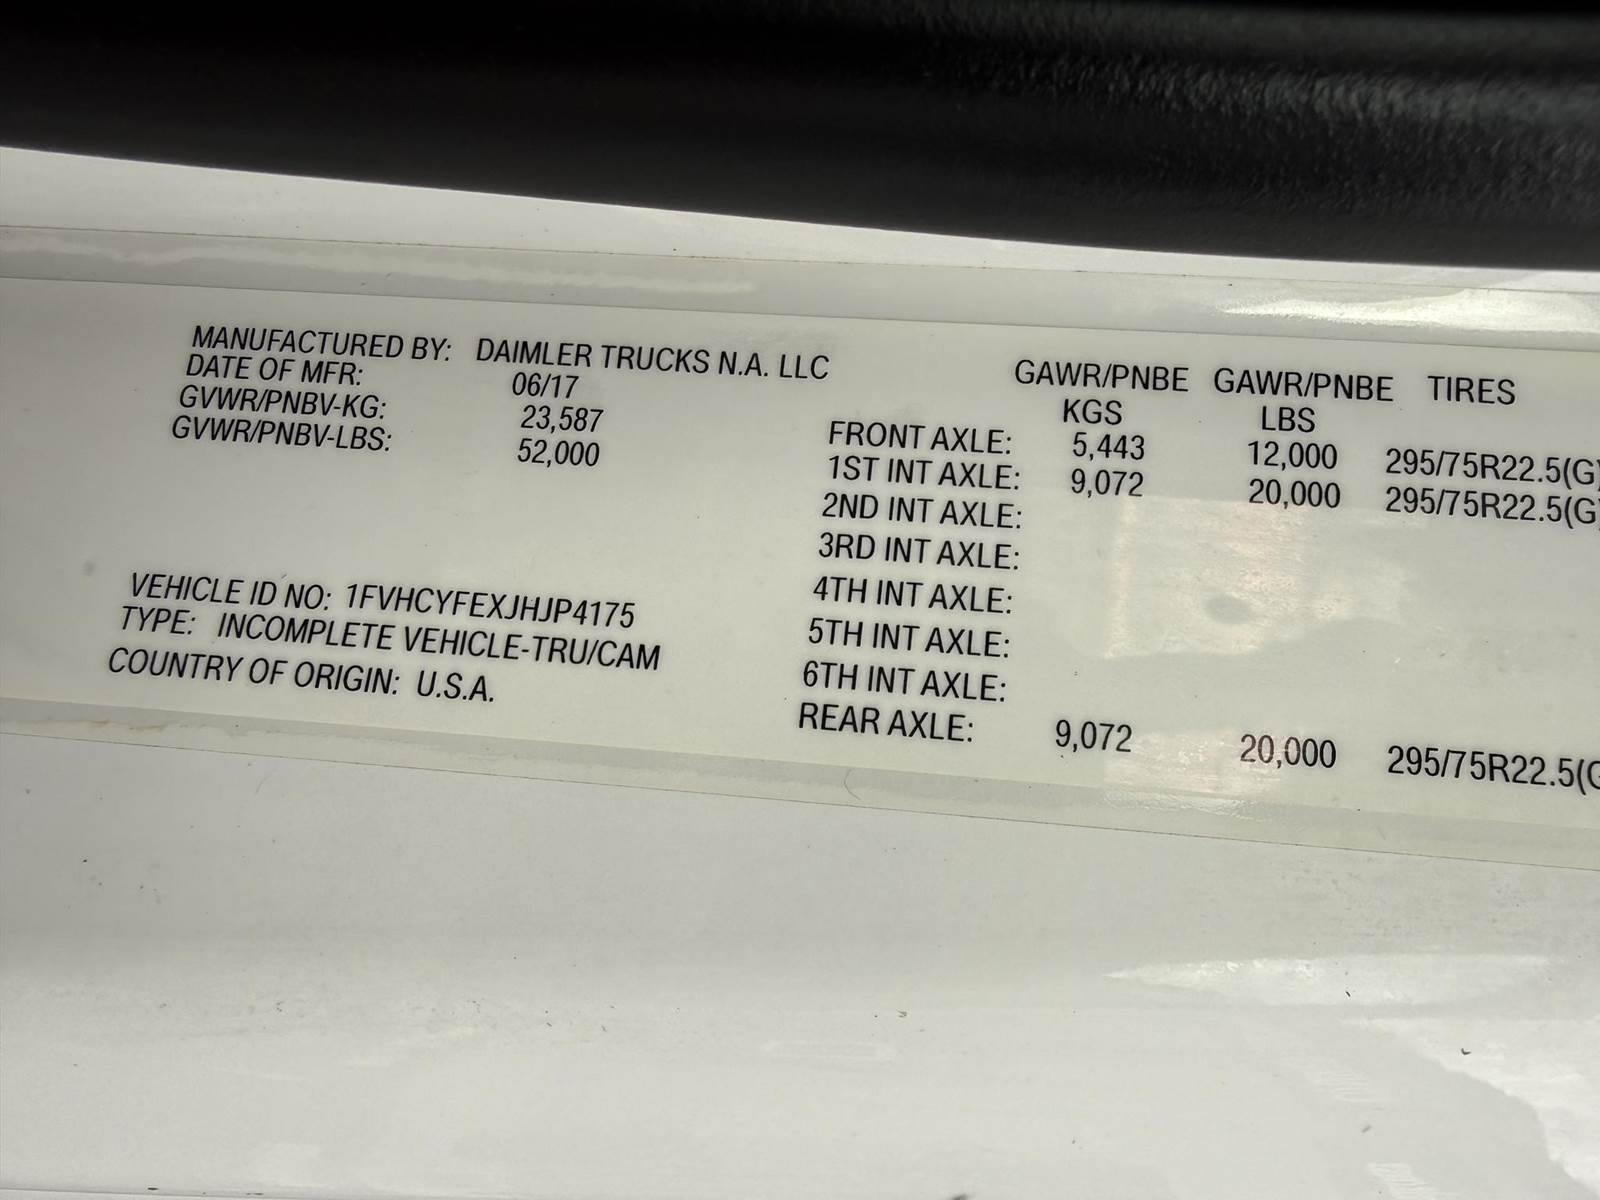 MANUFACTURED BY: DAIMLER TRUCKS N.A. LLC
DATE OF MFR: 06/17
GVWR/PNBV-KG: 23,587
GVWR/PNBV-LBS: 52,000
VEHICLE ID NO: 1FVHCYFEXJHJP4175
TYPE: INCOMPLETE VEHICLE-TRU/CAM
COUNTRY OF ORIGIN: U.S.A.
GAWR/PNBE GAWR/PNBE TIRES
KGS LBS
FRONT AXLE: 5,443 12,000 295/75R22.5(G)
1ST INT AXLE: 9,072 20,000 295/75R22.5(G)
2ND INT AXLE:
3RD INT AXLE:
4TH INT AXLE:
5TH INT AXLE:
6TH INT AXLE:
REAR AXLE: 9,072 20,000 295/75R22.5(G